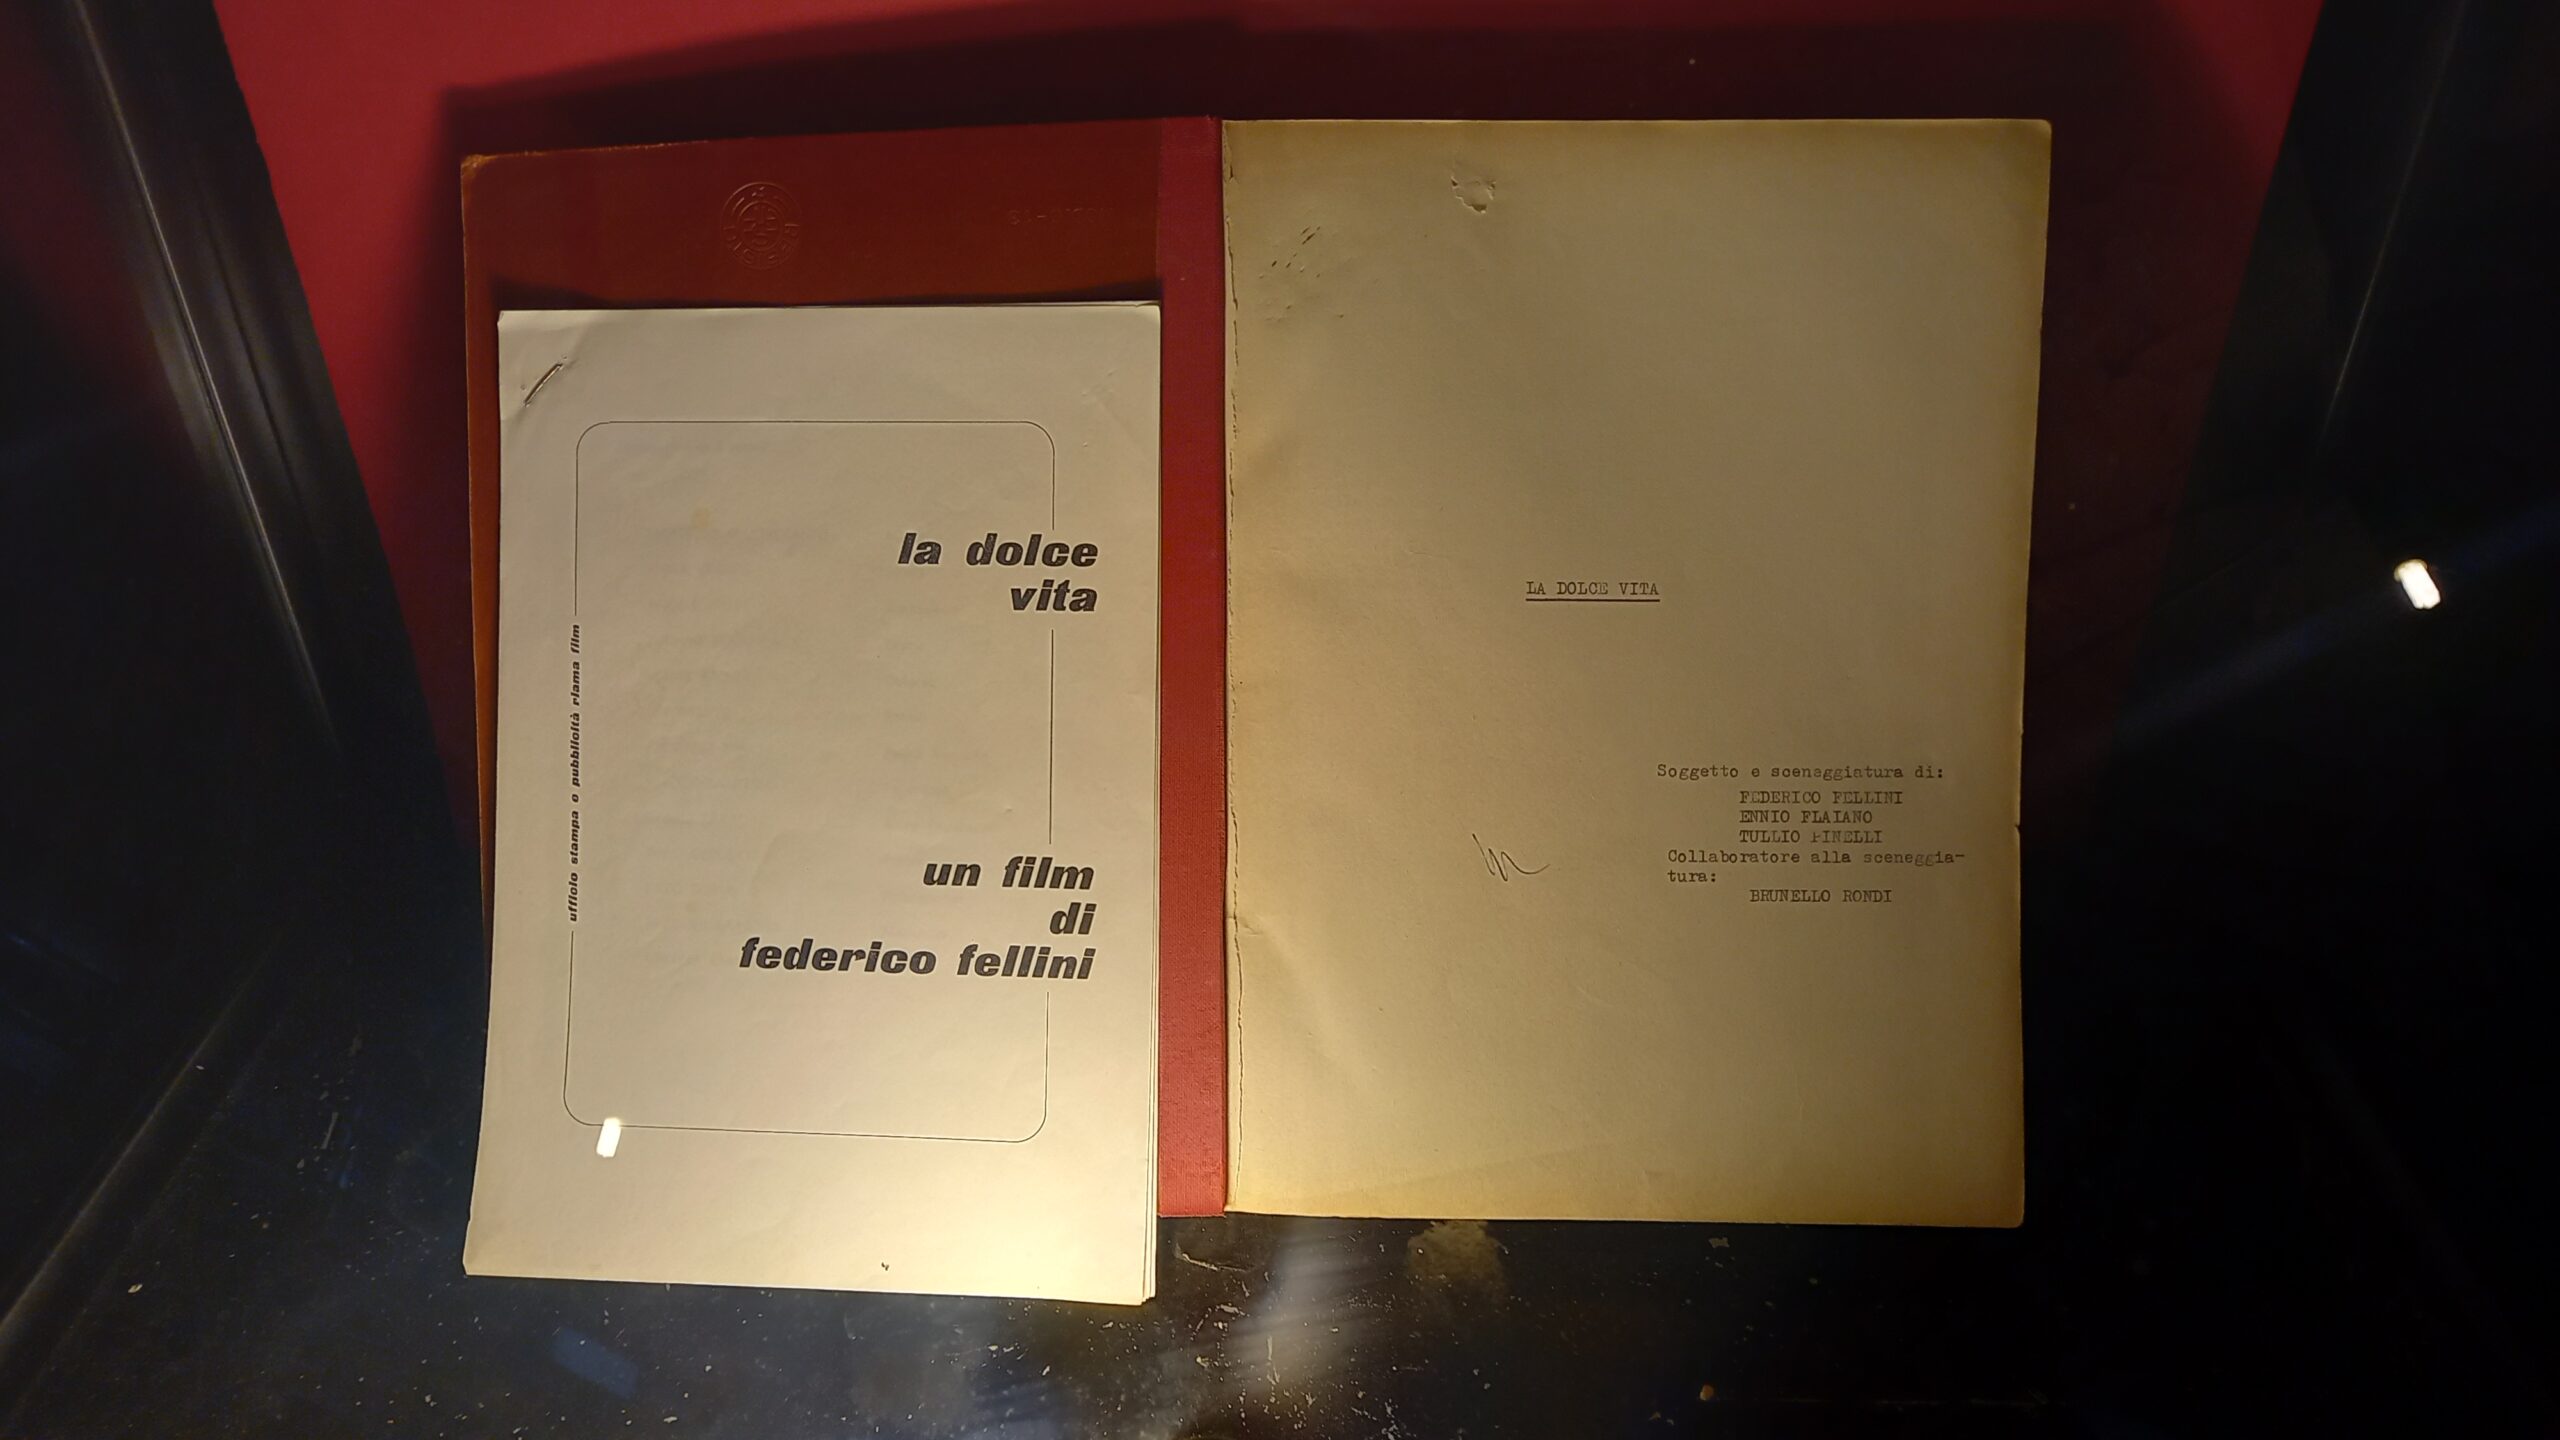 la dolce
vita
un film
di
federico fellini
ufficio stampa e pubblicità riama film
LA DOLCE VITA
Soggetto e sceneggiatura di:
FEDERICO FELLINI
ENNIO FLAIANO
TULLIO PINELLI
Collaboratore alla sceneggia-
tura:
BRUNELLO RONDI